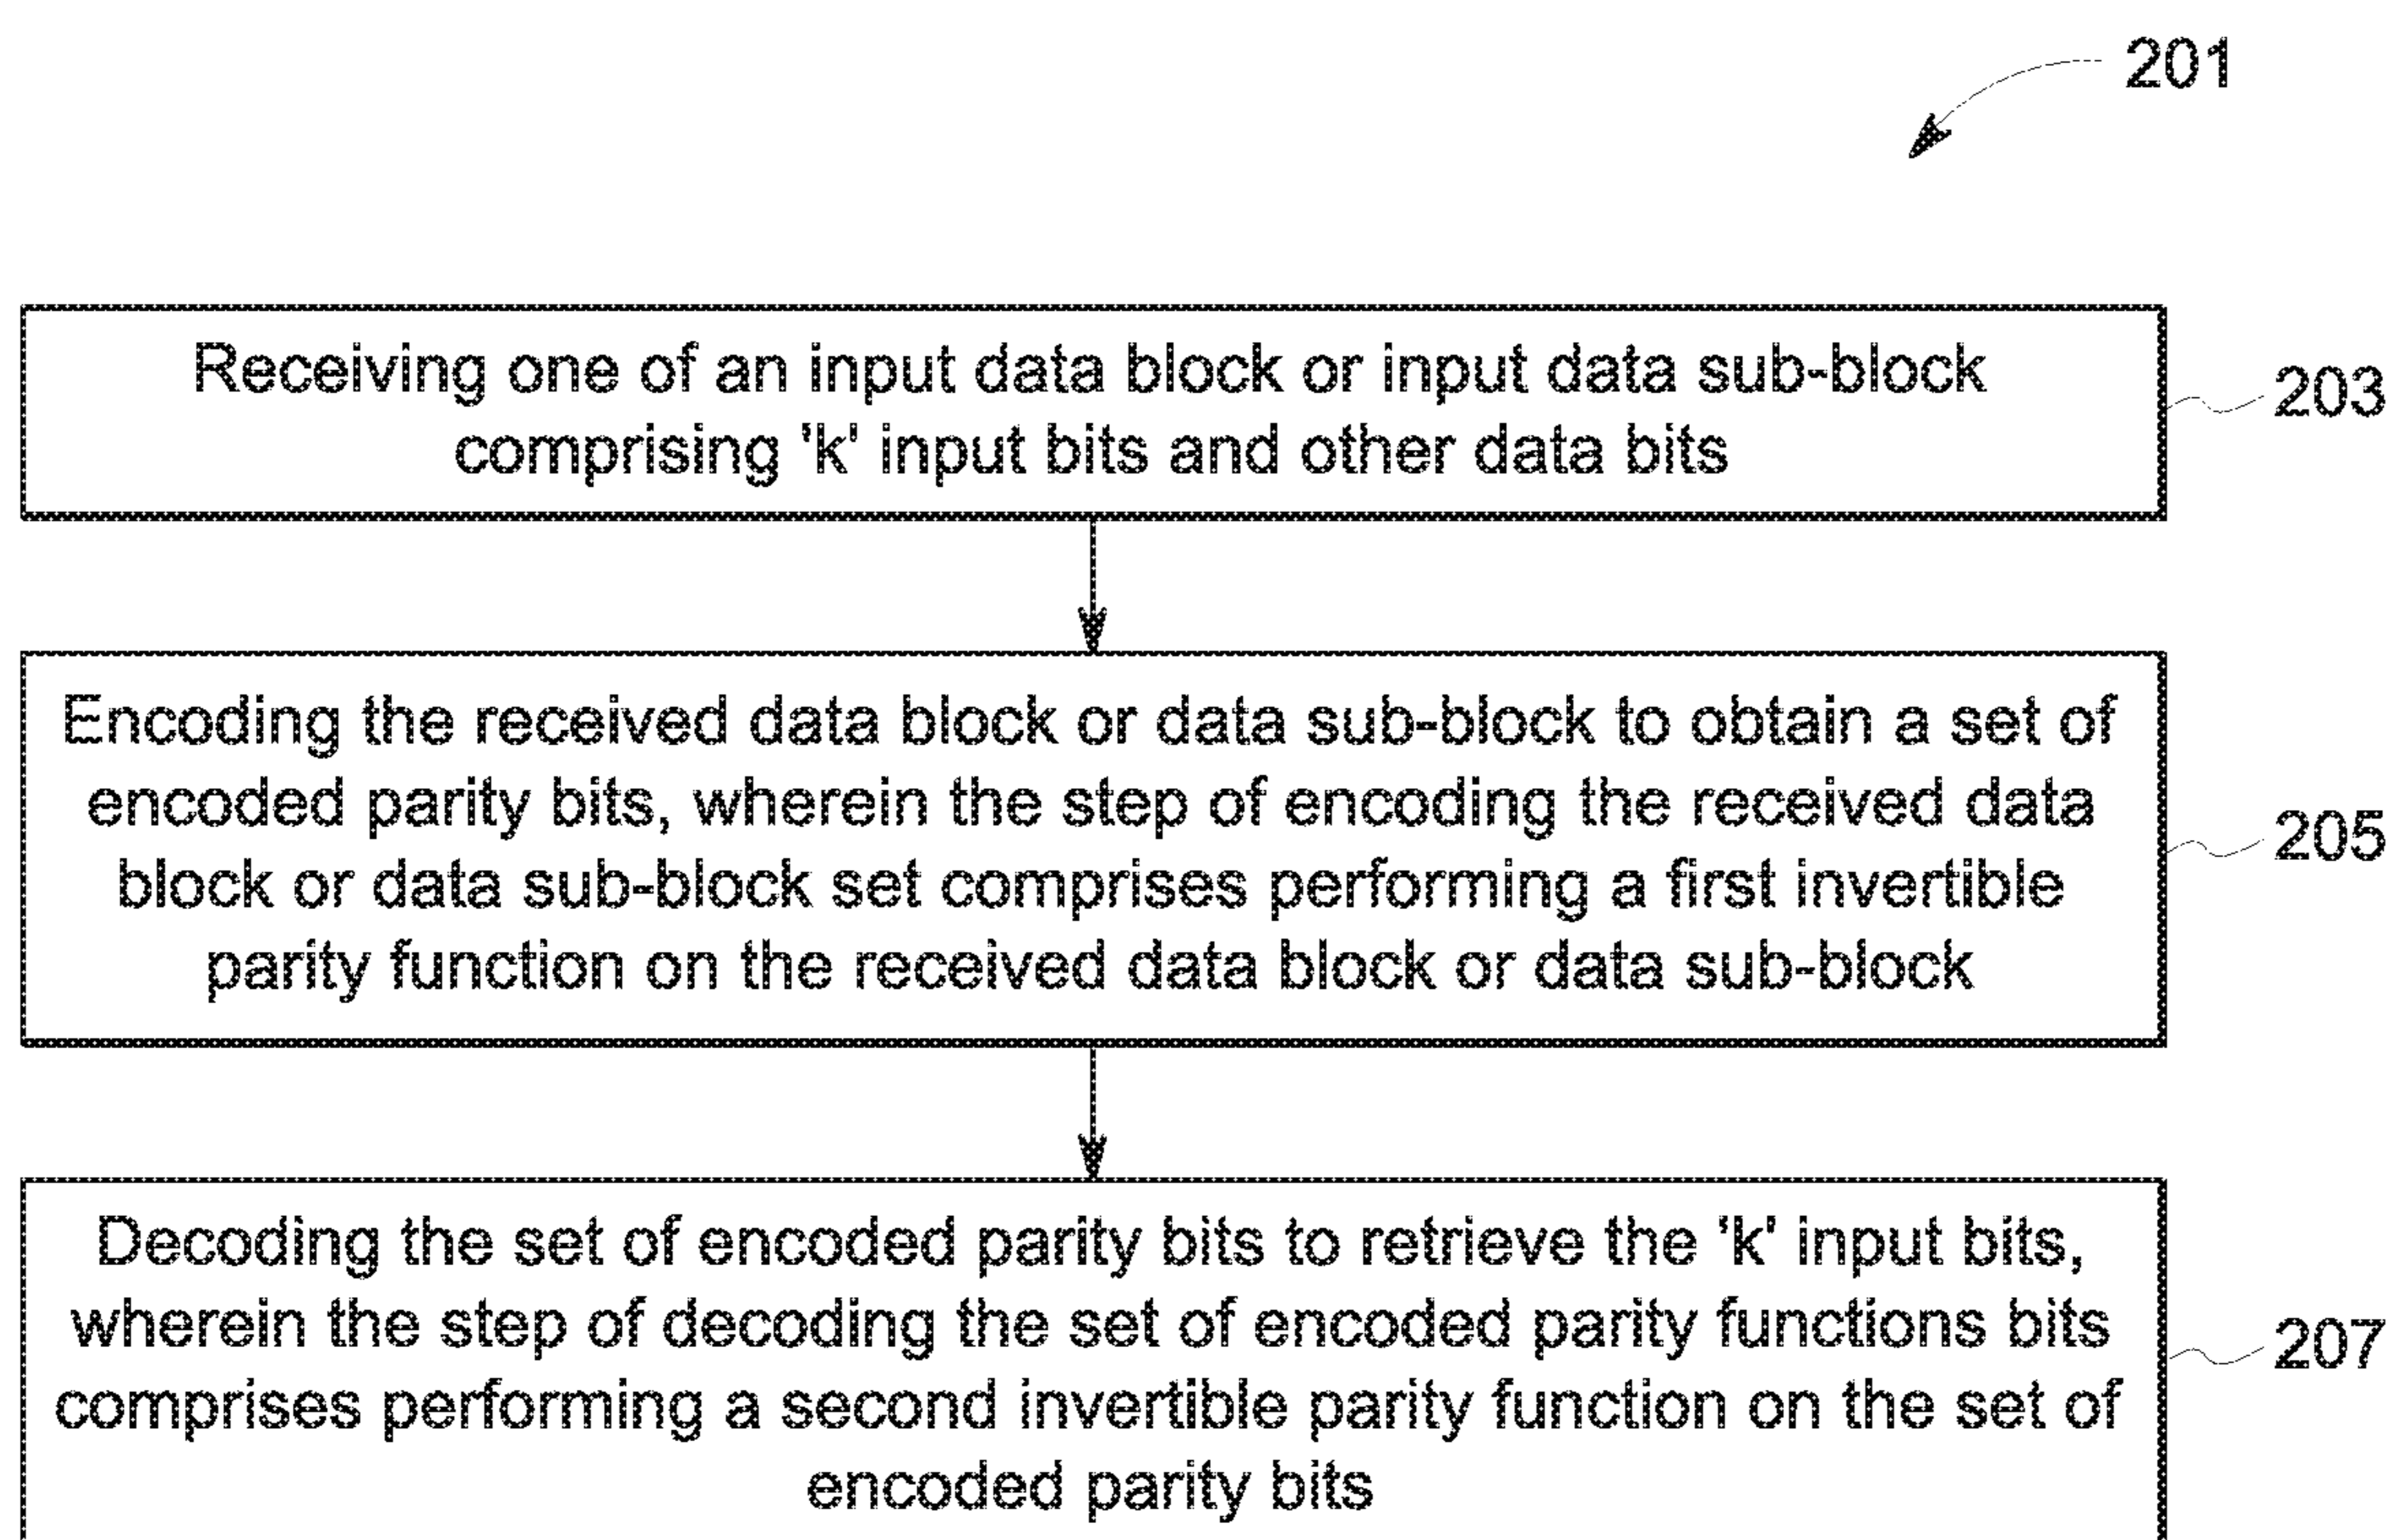 201
Receiving one of an input data block or input data sub-block
comprising 'k' input bits and other data bits
203
Encoding the received data block or data sub-block to obtain a set of
encoded parity bits, wherein the step of encoding the received data
block or data sub-block set comprises performing a first invertible
parity function on the received data block or data sub-block
205
Decoding the set of encoded parity bits to retrieve the 'k' input bits,
wherein the step of decoding the set of encoded parity functions bits
comprises performing a second invertible parity function on the set of
encoded parity bits
207